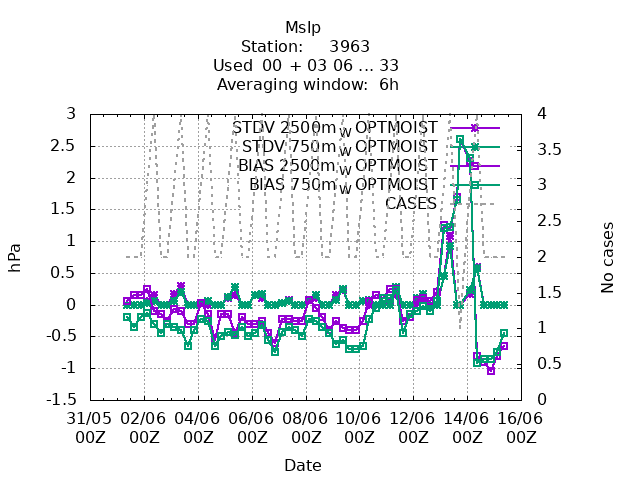 Mslp
Station: 3963
Used 00 + 03 06 ... 33
Averaging window: 6h
STDV 2500m_W OPTMOIST
STDV 750m_W OPTMOIST
BIAS 2500m_W OPTMOIST
BIAS 750m_W OPTMOIST
CASES
hPa
3
2.5
2
1.5
1
0.5
0
-0.5
-1
-1.5
No cases
4
3.5
3
2.5
2
1.5
1
0.5
0
31/05 02/06 04/06 06/06 08/06 10/06 12/06 14/06 16/06
00Z 00Z 00Z 00Z 00Z 00Z 00Z 00Z 00Z
Date